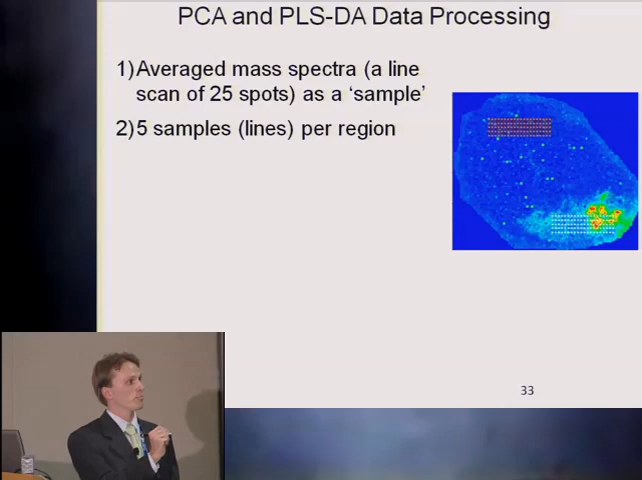 PCA and PLS-DA Data Processing
1)Averaged mass spectra (a line
scan of 25 spots) as a 'sample'
2)5 samples (lines) per region
33